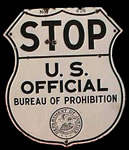 STOP
U. S.
OFFICIAL
BUREAU OF PROHIBITION